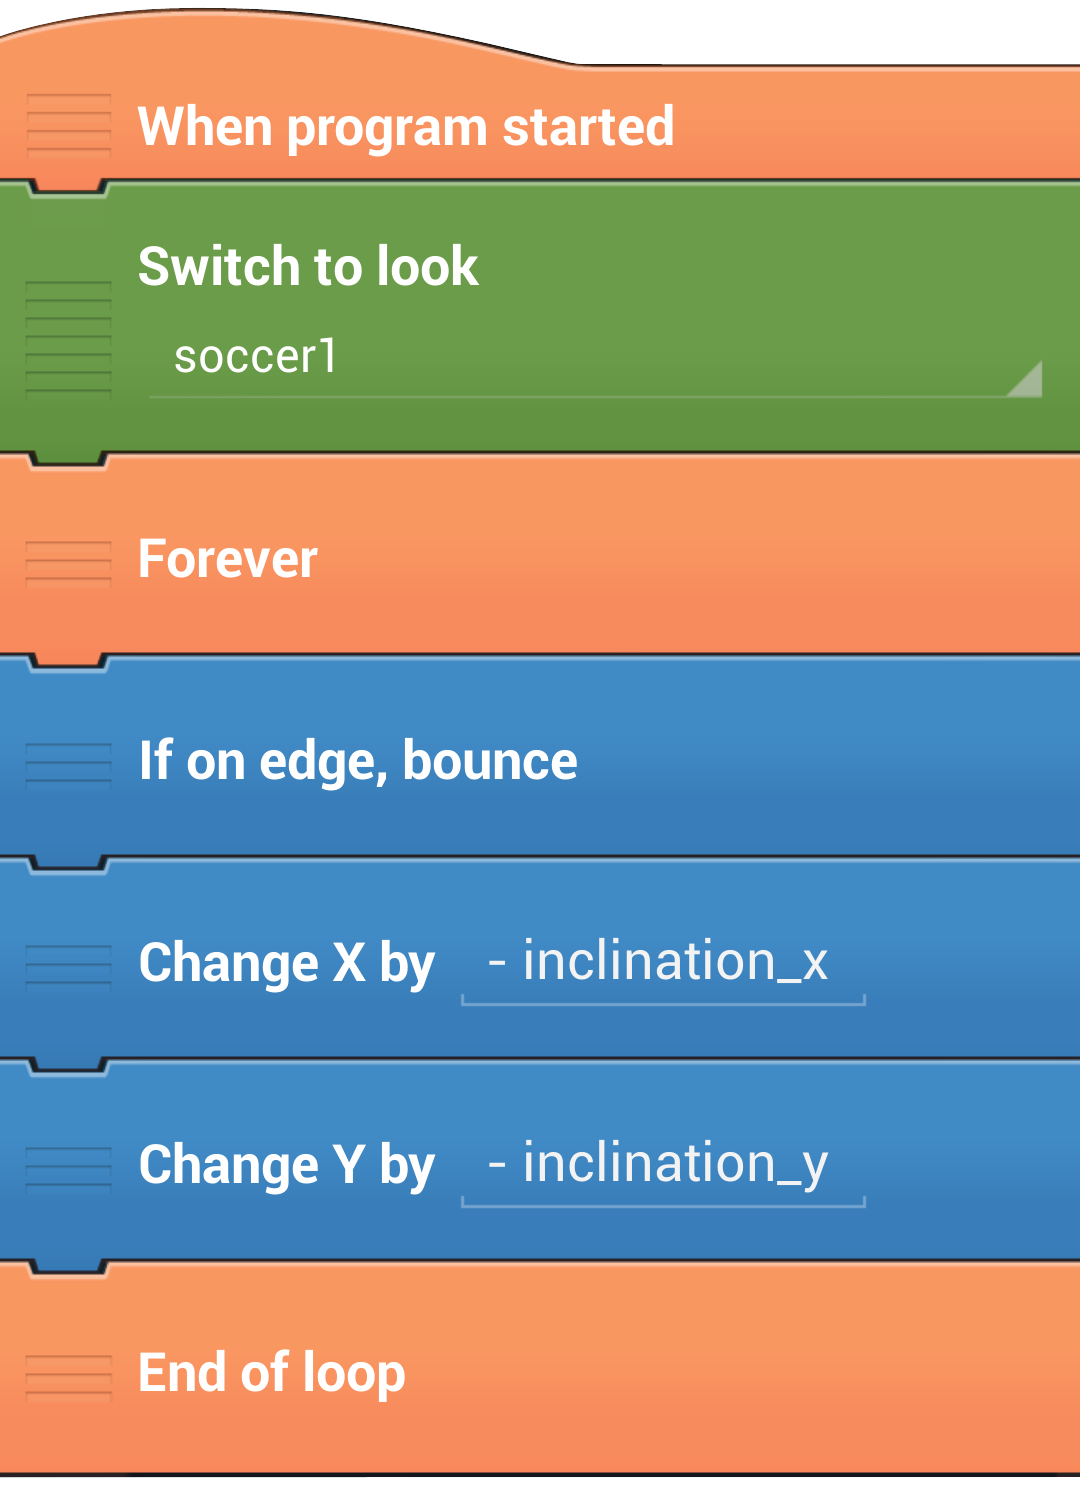 When program started
Switch to look
soccer1
Forever
If on edge, bounce
Change X by - inclination_x
Change Y by - inclination_y
End of loop